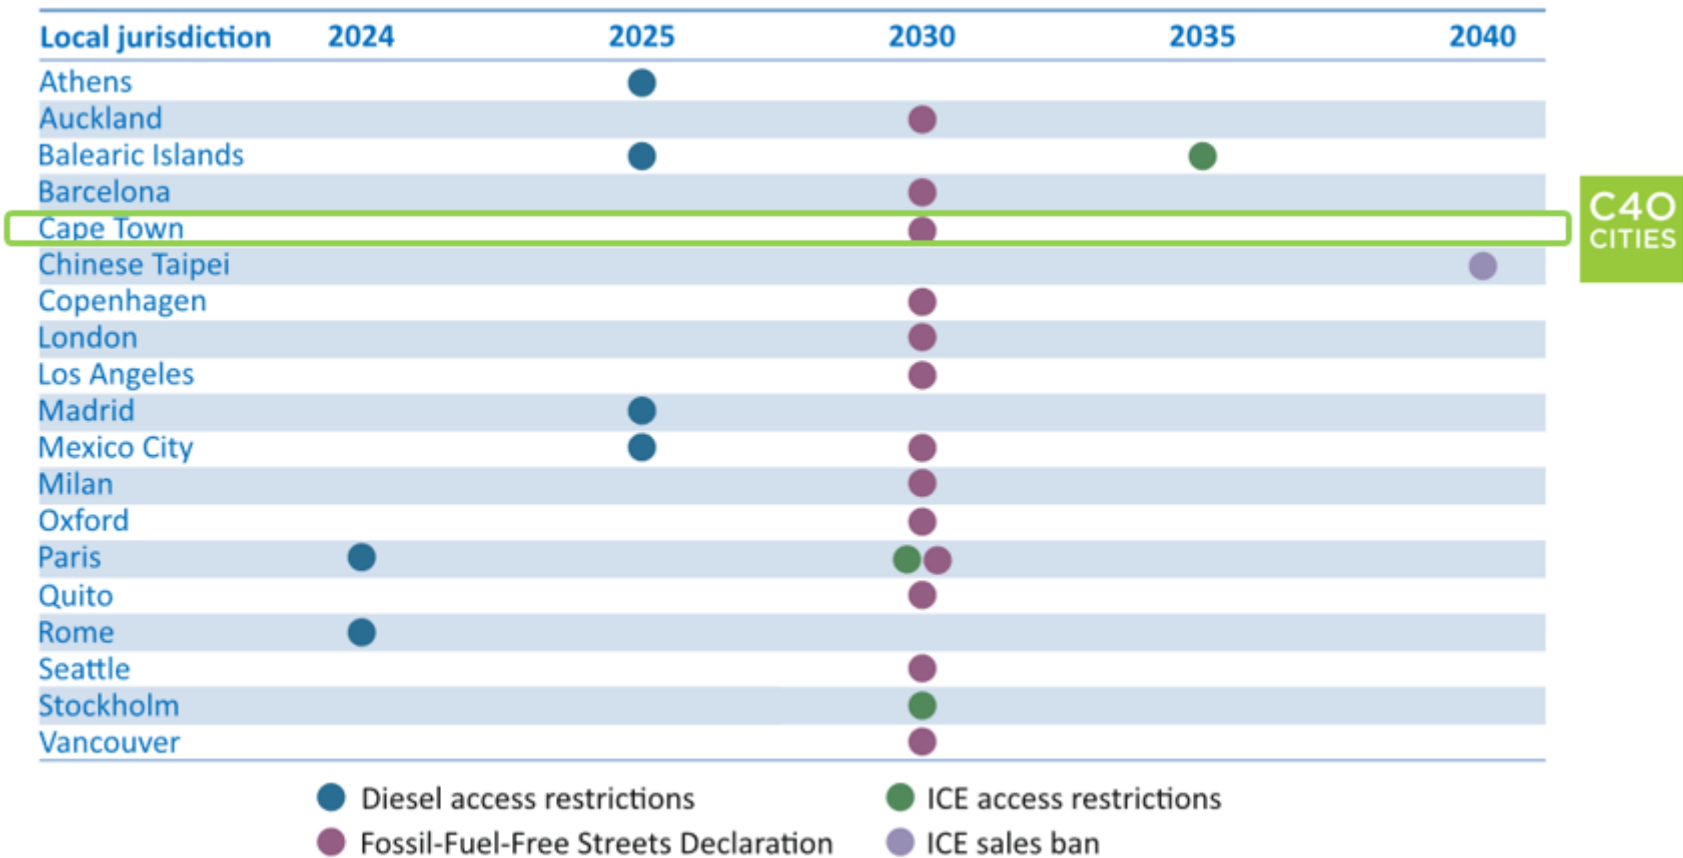 Local jurisdiction 2024 2025 2030 2035 2040
Athens
Auckland
Balearic Islands
Barcelona
Cape Town
C40
CITIES
Chinese Taipei
Copenhagen
London
Los Angeles
Madrid
Mexico City
Milan
Oxford
Paris
Quito
Rome
Seattle
Stockholm
Vancouver
Diesel access restrictions ICE access restrictions
Fossil-Fuel-Free Streets Declaration ICE sales ban